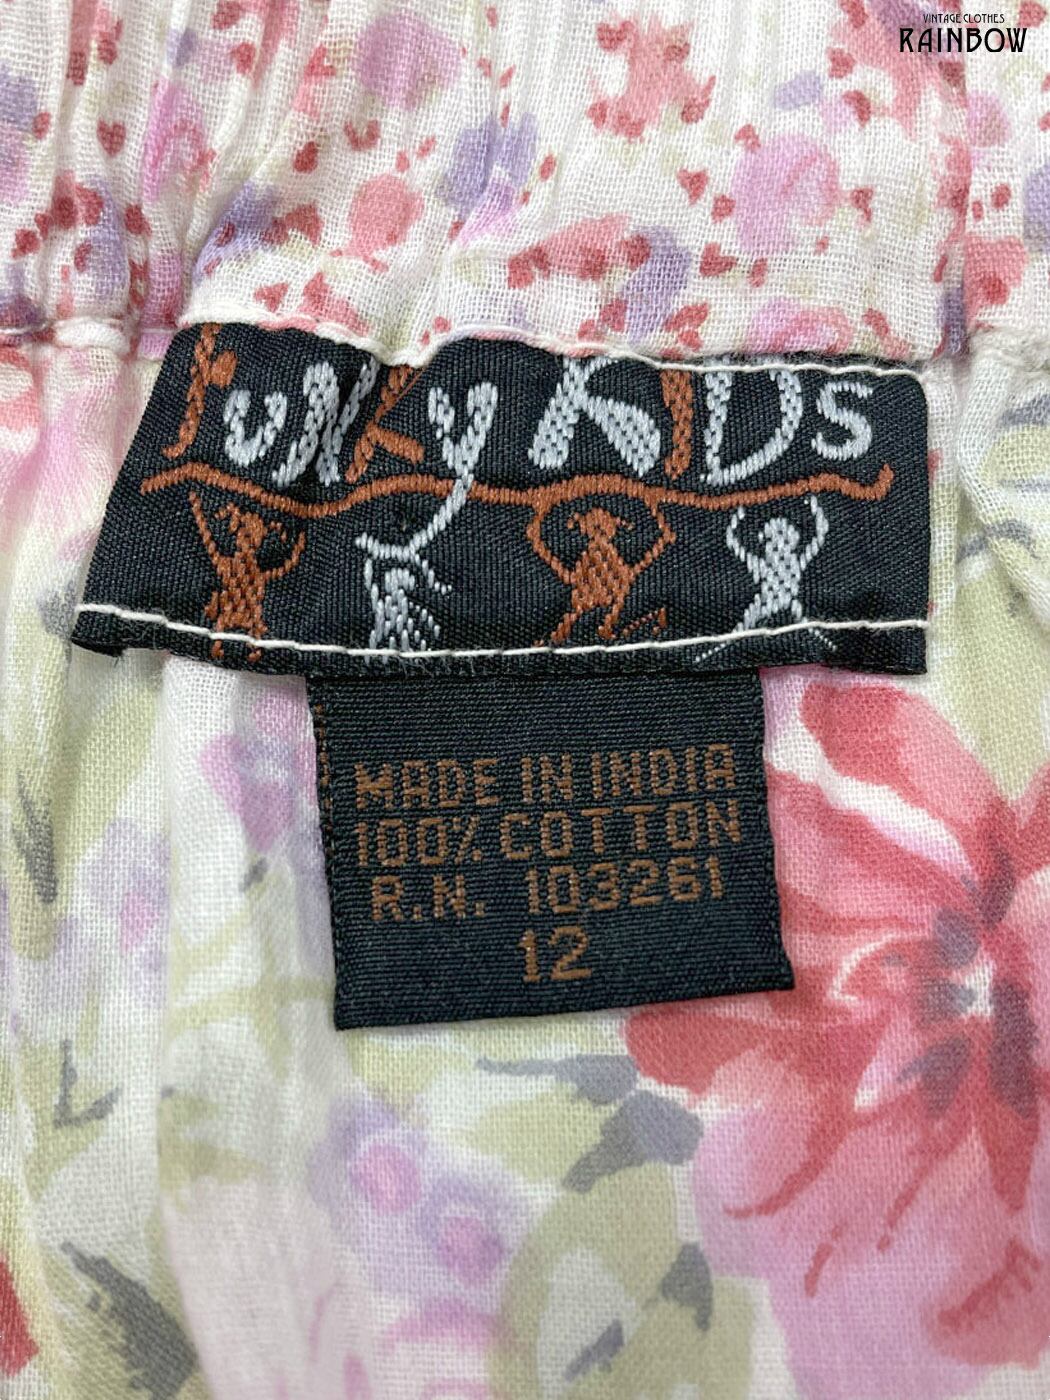 VINTAGE CLOTHES
RAINBOW
FuNKy KIDs
MADE IN INDIA
100% COTTON
R.N. 103261
12